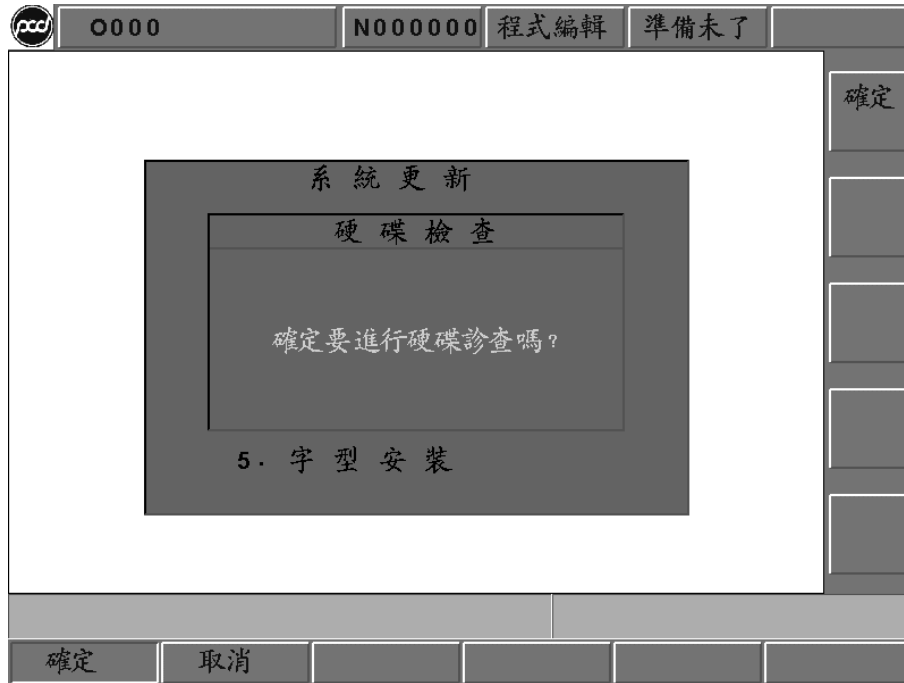 pcd O000 N000000 程式編輯 準備未了
確定
系統更新
硬碟檢查
確定要進行硬碟診查嗎？
5. 字型安裝
確定 取消